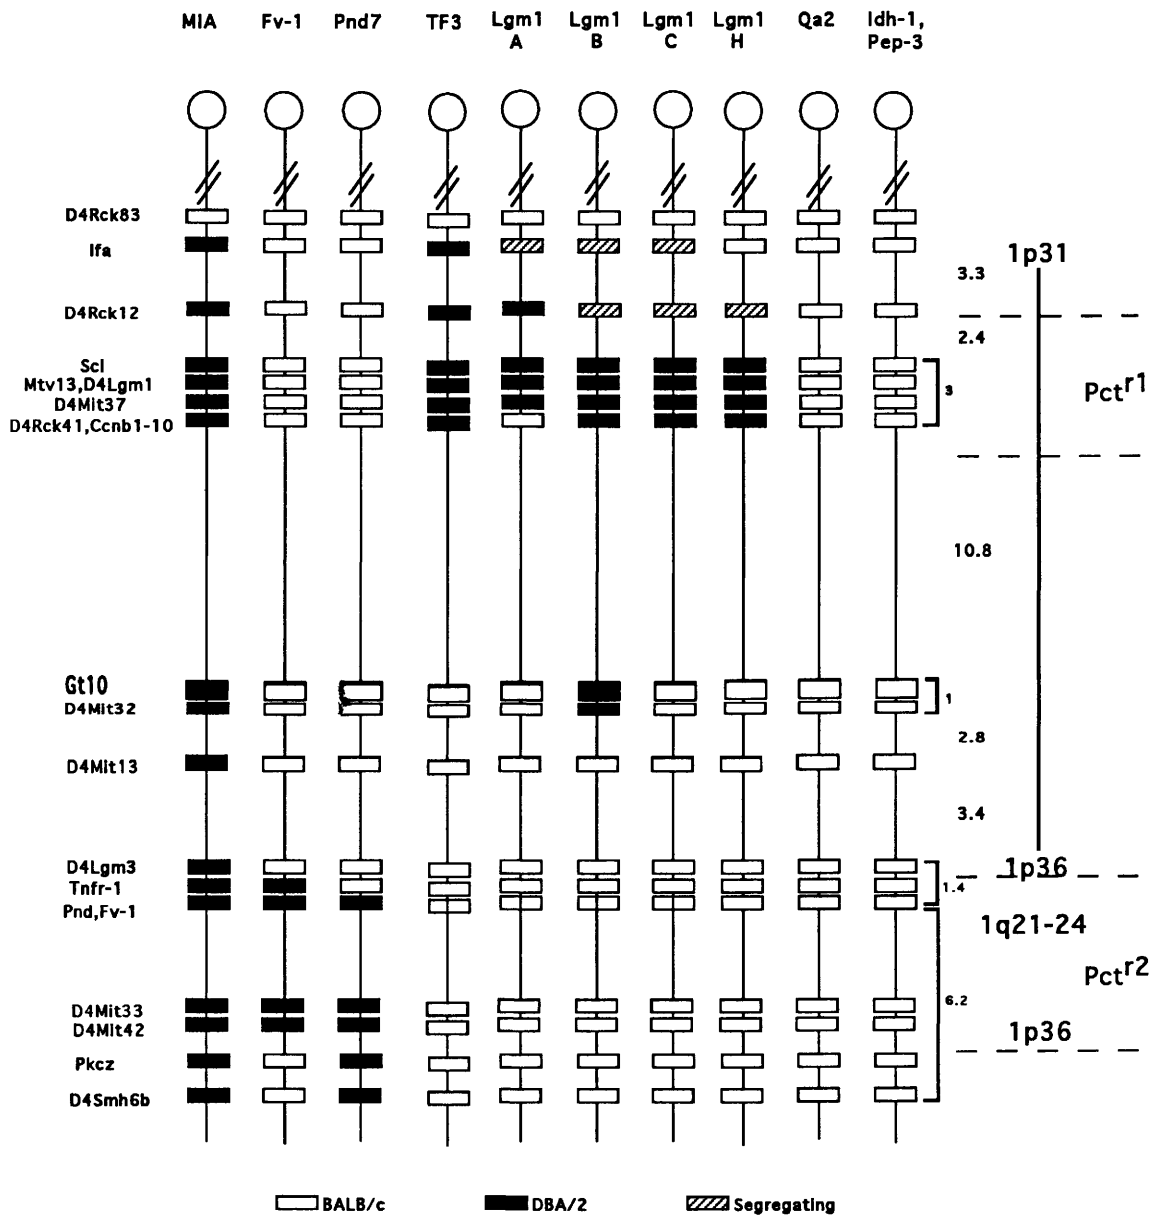 MIA Fv-1 Pnd7 TF3 Lgm1 A Lgm1 B Lgm1 C Lgm1 H Qa2 Idh-1, Pep-3
D4Rck83
Ifa
1p31
3.3
D4Rck12
2.4
Scl
Mtv13,D4Lgm1
3
Pctr1
D4Mit37
D4Rck41,Ccnb1-10
10.8
Gt10
1
D4Mit32
2.8
D4Mit13
3.4
D4Lgm3
1p36
Tnfr-1
1.4
Pnd,Fv-1
1q21-24
Pctr2
6.2
D4Mit33
D4Mit42
1p36
Pkcz
D4Smh6b
BALB/c DBA/2 Segregating